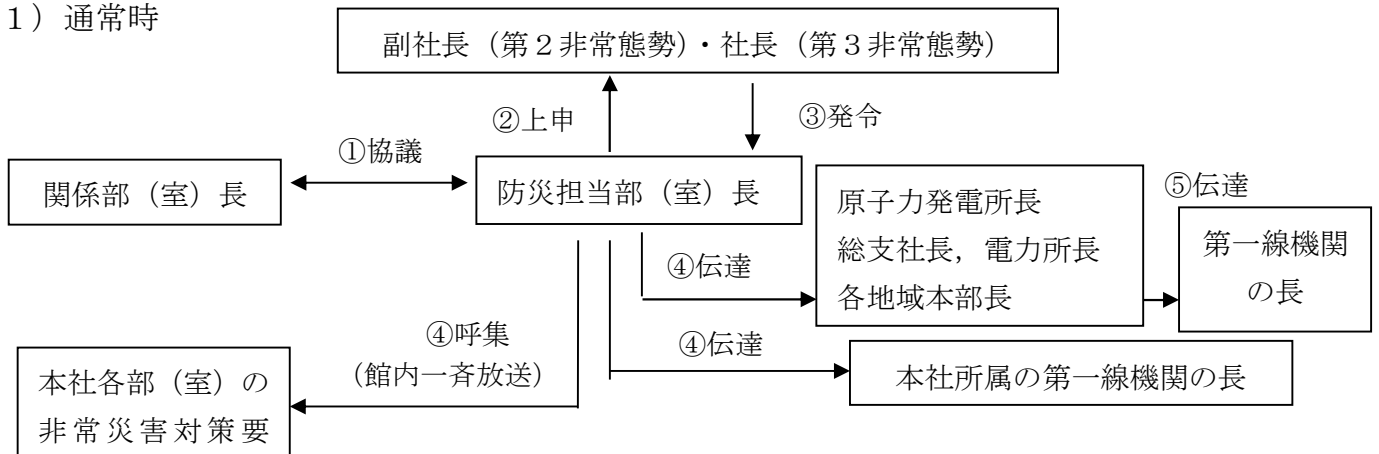 １）通常時
副社長（第２非常態勢）・社長（第３非常態勢）
②上申
③発令
①協議
関係部（室）長
防災担当部（室）長
原子力発電所長
総支社長，電力所長
各地域本部長
⑤伝達
第一線機関
の長
④伝達
④呼集
（館内一斉放送）
④伝達
本社各部（室）の
非常災害対策要
本社所属の第一線機関の長